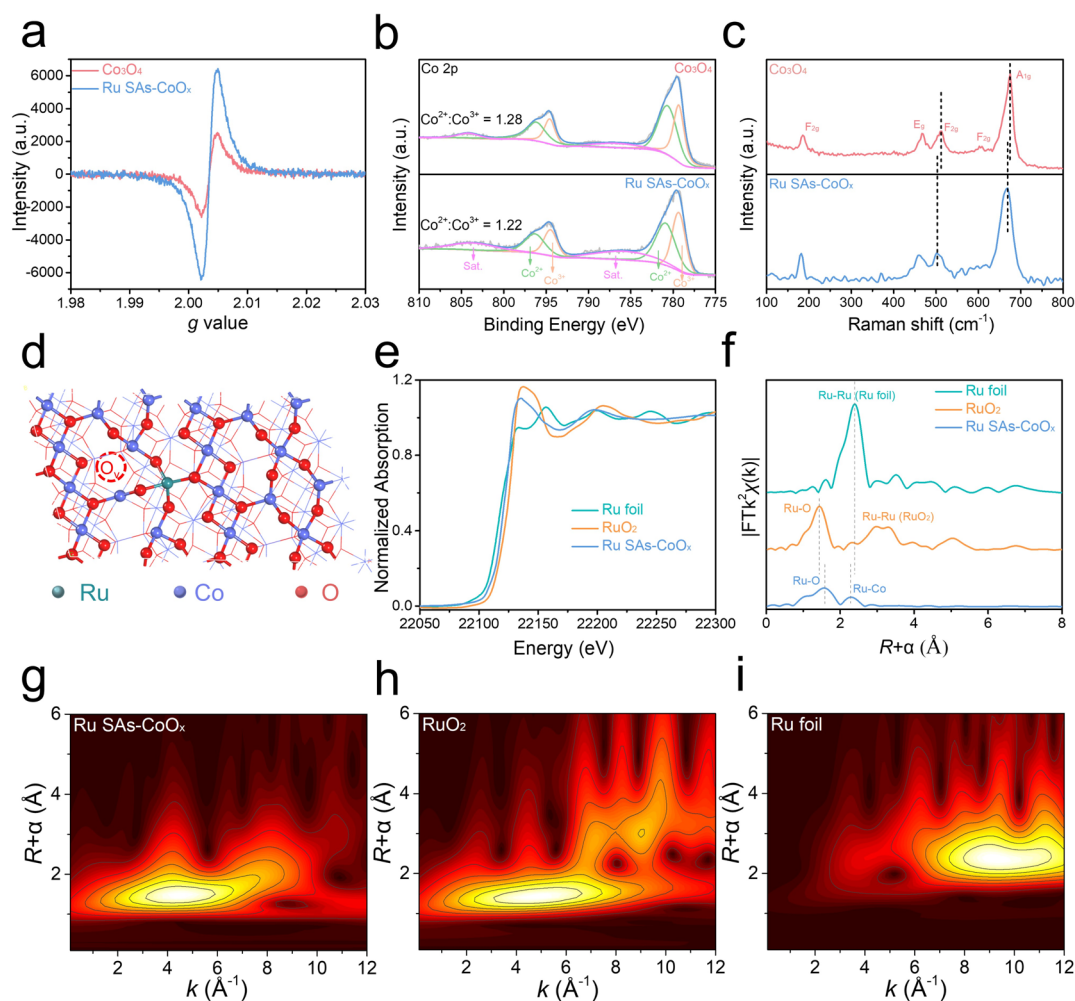 a
Co₃O₄
Ru SAs-CoOₓ
6000
4000
2000
0
-2000
-4000
-6000
Intensity (a.u.)
1.98 1.99 2.00 2.01 2.02 2.03
g value
b
Co 2p
Co₃O₄
Co²⁺:Co³⁺ = 1.28
Ru SAs-CoOₓ
Co²⁺:Co³⁺ = 1.22
Sat.
Co²⁺
Co³⁺
Sat.
Co²⁺
Co³⁺
Intensity (a.u.)
810 805 800 795 790 785 780 775
Binding Energy (eV)
c
Co₃O₄
A1g
F2g
Eg
F2g
F2g
Ru SAs-CoOₓ
Intensity (a.u.)
100 200 300 400 500 600 700 800
Raman shift (cm⁻¹)
d
Oᵥ
Ru
Co
O
e
1.2
0.8
0.4
0.0
Normalized Absorption
Ru foil
RuO₂
Ru SAs-CoOₓ
22050 22100 22150 22200 22250 22300
Energy (eV)
f
Ru-Ru (Ru foil)
Ru foil
RuO₂
Ru SAs-CoOₓ
Ru-O
Ru-Ru (RuO₂)
Ru-O
Ru-Co
|FTk²χ(k)|
0 2 4 6 8
R+α (Å)
g
Ru SAs-CoOₓ
6
4
2
R+α (Å)
2 4 6 8 10 12
k (Å⁻¹)
h
RuO₂
6
4
2
R+α (Å)
2 4 6 8 10 12
k (Å⁻¹)
i
Ru foil
6
4
2
R+α (Å)
2 4 6 8 10 12
k (Å⁻¹)